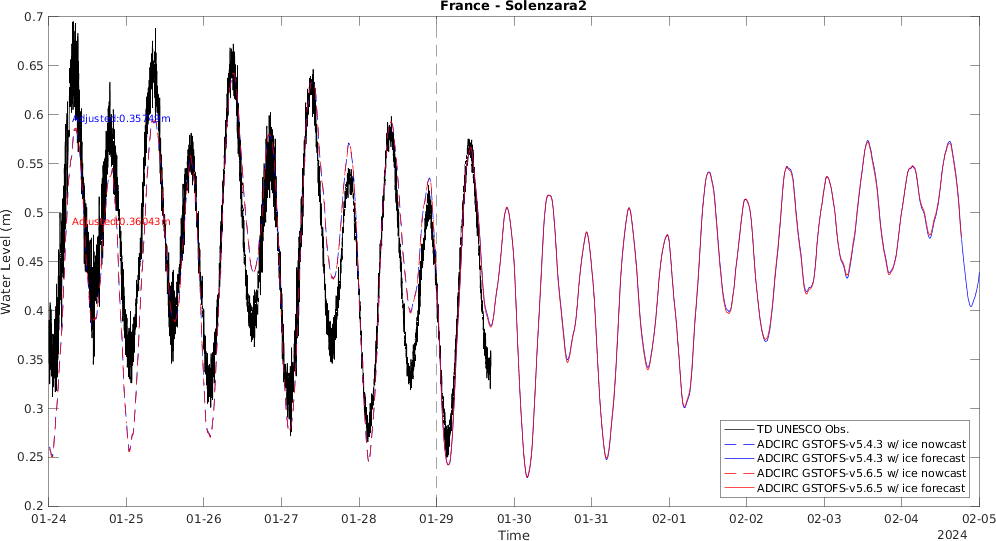 France - Solenzara2
0.7
0.65
0.6
0.55
0.5
0.45
0.4
0.35
0.3
0.25
0.2
Water Level (m)
Adjusted:0.35749m
Adjusted:0.36043m
TD UNESCO Obs.
ADCIRC GSTOFS-v5.4.3 w/ ice nowcast
ADCIRC GSTOFS-v5.4.3 w/ ice forecast
ADCIRC GSTOFS-v5.6.5 w/ ice nowcast
ADCIRC GSTOFS-v5.6.5 w/ ice forecast
01-24 01-25 01-26 01-27 01-28 01-29 01-30 01-31 02-01 02-02 02-03 02-04 02-05
Time
2024